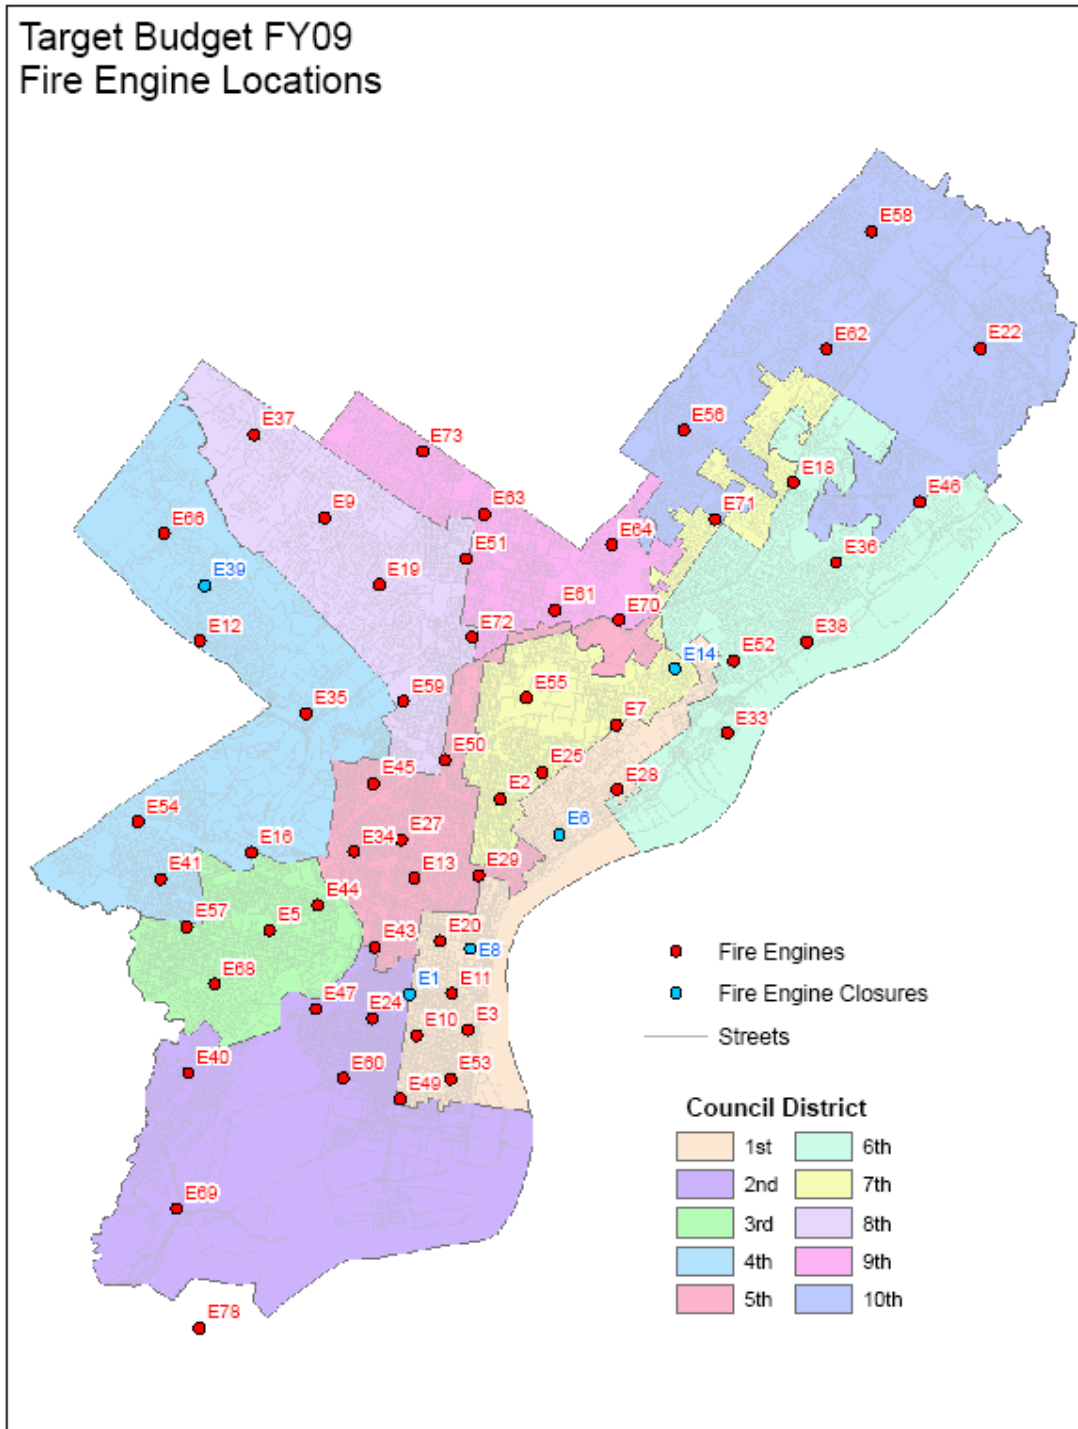 Target Budget FY09
Fire Engine Locations
E58
E62
E22
E56
E37
E73
E18
E46
E9
E63
E71
E66
E64
E51
E36
E39
E19
E61
E70
E12
E72
E38
E14
E52
E35
E59
E55
E7
E33
E50
E25
E45
E28
E2
E54
E6
E27
E16
E34
E41
E13
E29
E44
E57
E5
E20
E43
E8
Fire Engines
E68
E1
E11
Fire Engine Closures
E47
E24
E10
E3
Streets
E40
E60
E49
E53
Council District
1st
6th
2nd
7th
3rd
8th
4th
9th
5th
10th
E69
E78